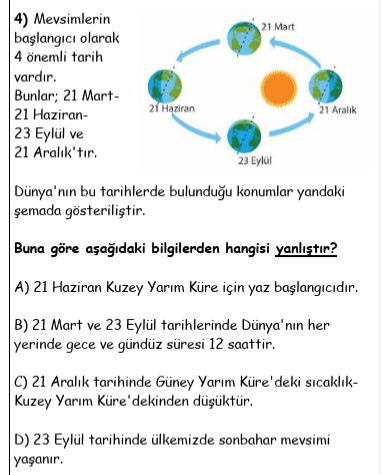 4) Mevsimlerin
başlangıcı olarak
4 önemli tarih
vardır.
Bunlar; 21 Mart-
21 Haziran-
23 Eylül ve
21 Aralık'tır.
21 Mart
21 Haziran
21 Aralık
23 Eylül
Dünya'nın bu tarihlerde bulunduğu konumlar yandaki
şemada gösteriliştir.
Buna göre aşağıdaki bilgilerden hangisi yanlıştır?
A) 21 Haziran Kuzey Yarım Küre için yaz başlangıcıdır.
B) 21 Mart ve 23 Eylül tarihlerinde Dünya'nın her
yerinde gece ve gündüz süresi 12 saattir.
C) 21 Aralık tarihinde Güney Yarım Küre'deki sıcaklık-
Kuzey Yarım Küre'dekinden düşüktür.
D) 23 Eylül tarihinde ülkemizde sonbahar mevsimi
yaşanır.